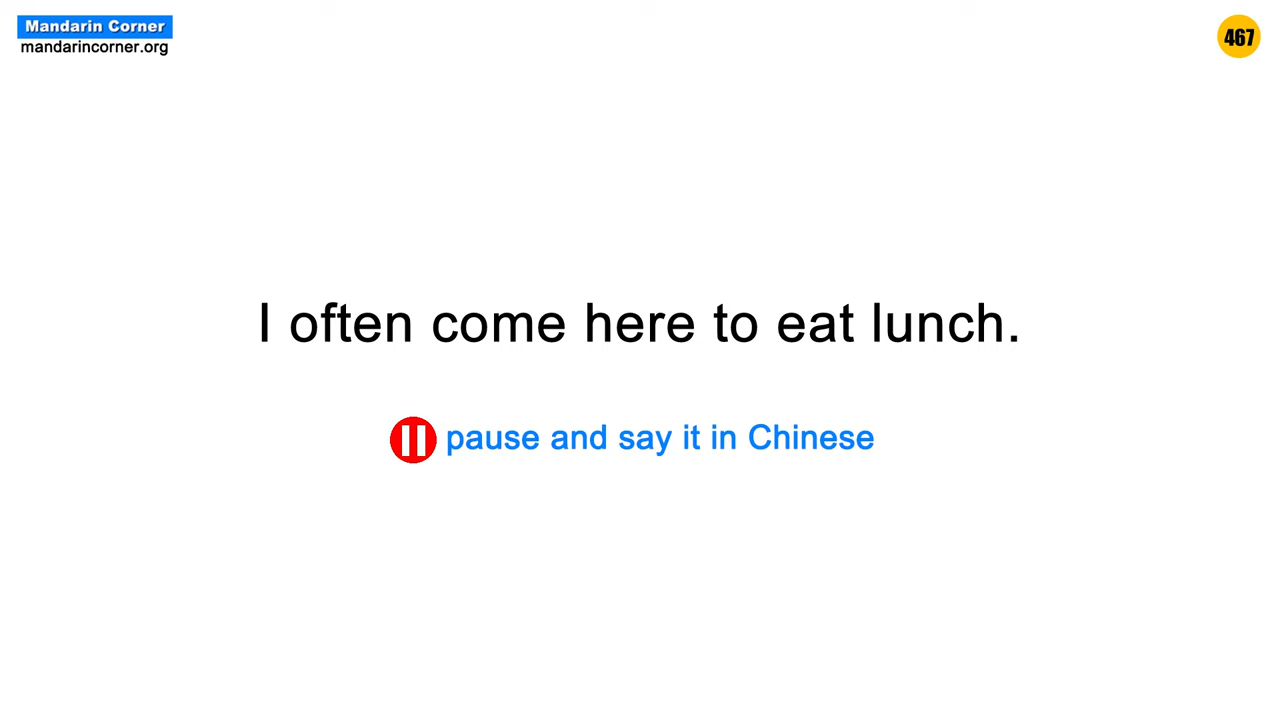 Mandarin Corner
mandarincorner.org
467
I often come here to eat lunch.
pause and say it in Chinese